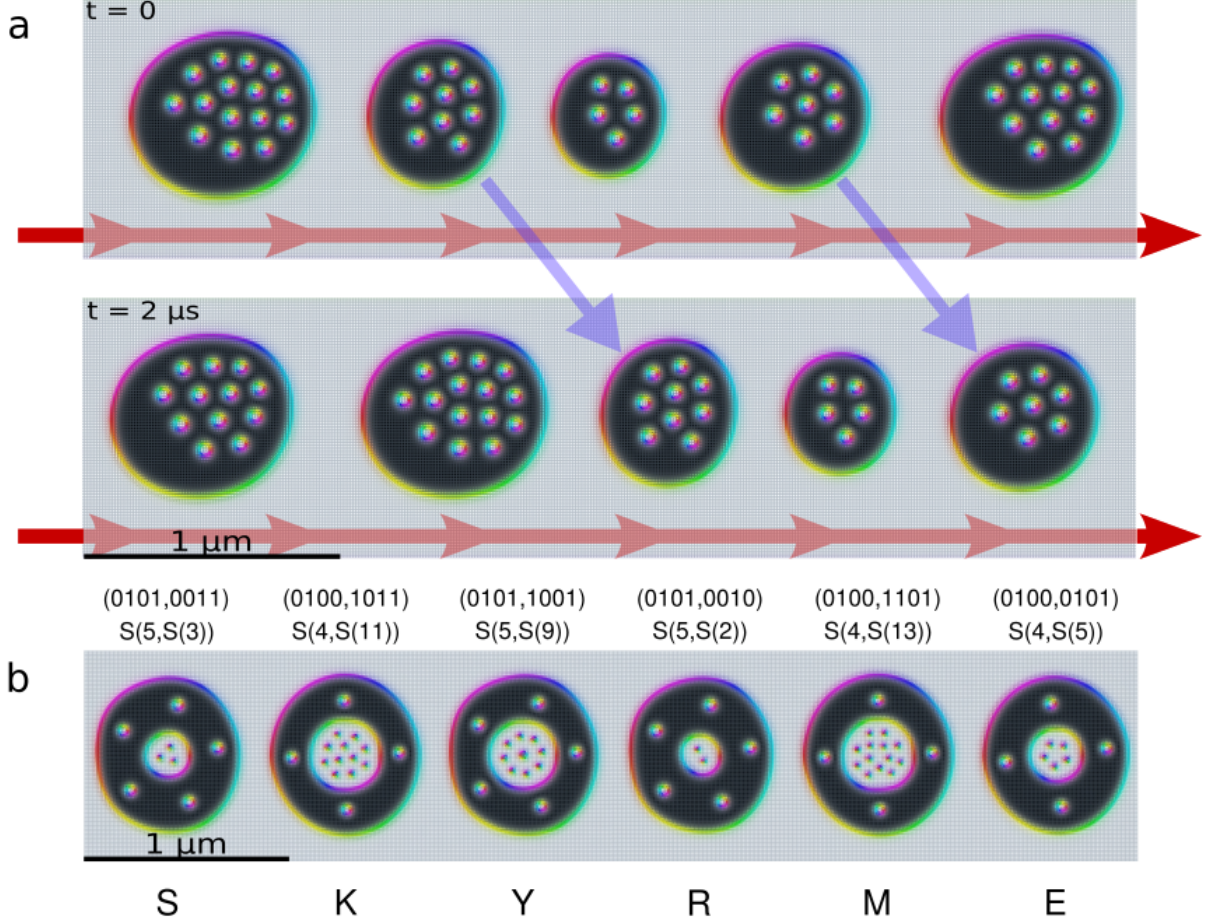 a
t = 0
t = 2 μs
1 μm
(0101,0011) (0100,1011) (0101,1001) (0101,0010) (0100,1101) (0100,0101)
S(5,S(3)) S(4,S(11)) S(5,S(9)) S(5,S(2)) S(4,S(13)) S(4,S(5))
b
1 μm
S K Y R M E